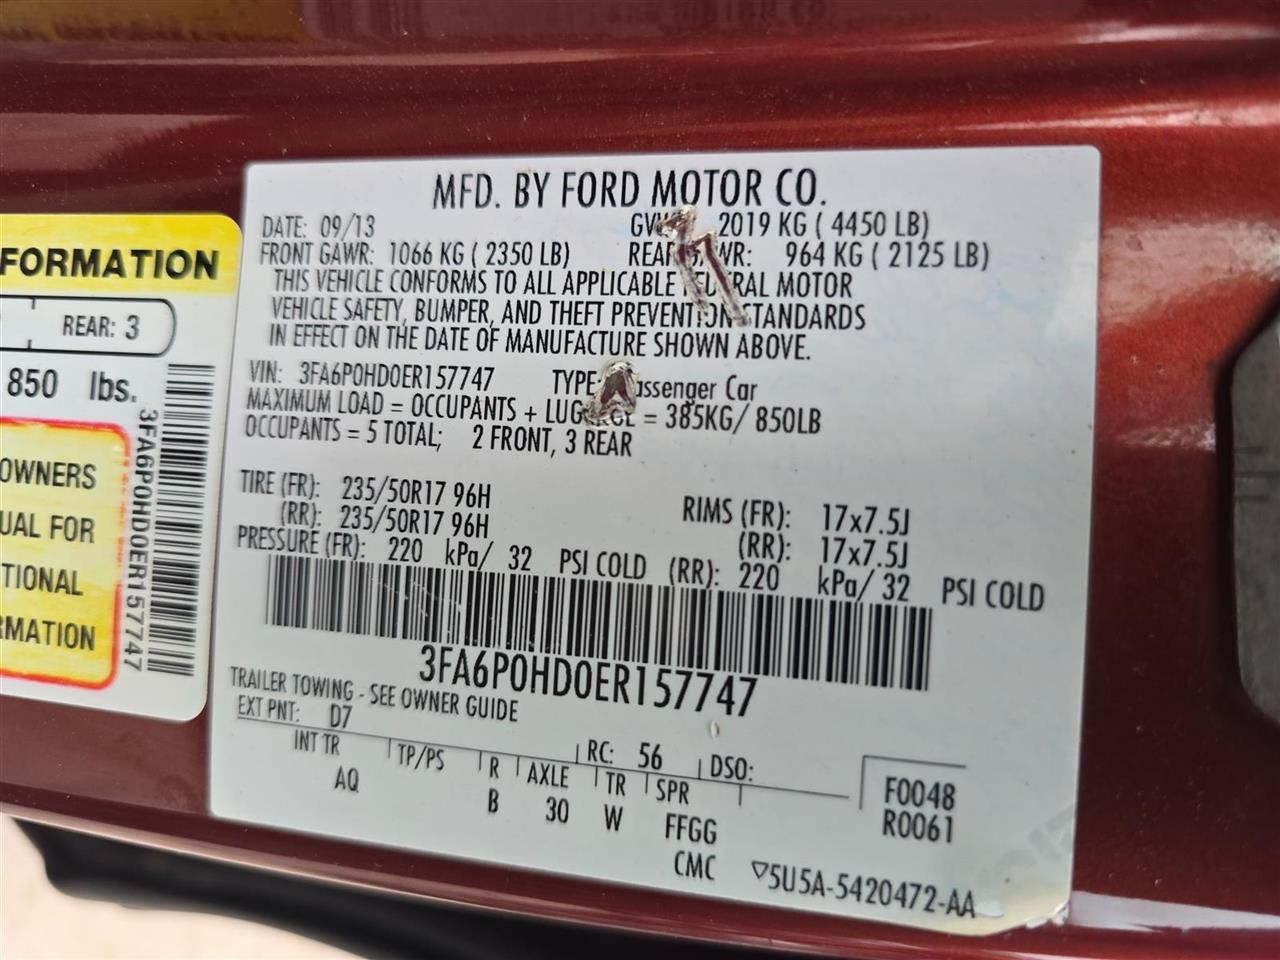 MFD. BY FORD MOTOR CO.
DATE: 09/13 2019 KG ( 4450 LB)
FRONT GAWR: 1066 KG ( 2350 LB) 964 KG ( 2125 LB)
THIS VEHICLE CONFORMS TO ALL APPLICABLE MOTOR
VEHICLE SAFETY, BUMPER, AND THEFT PREVENTION STANDARDS
IN EFFECT ON THE DATE OF MANUFACTURE SHOWN ABOVE.
VIN: 3FA6P0HD0ER157747 TYPE: Car
MAXIMUM LOAD = OCCUPANTS + = 385KG/ 850LB
OCCUPANTS = 5 TOTAL; 2 FRONT, 3 REAR
TIRE (FR): 235/50R17 96H RIMS (FR): 17x7.5J
(RR): 235/50R17 96H (RR): 17x7.5J
PRESSURE (FR): 220 kPa/ 32 PSI COLD (RR): 220 kPa/ 32 PSI COLD
3FA6P0HD0ER157747
TRAILER TOWING - SEE OWNER GUIDE
EXT PNT: D7 RC: 56 DSO:
INT TR TP/PS R AXLE TR SPR
AQ B 30 W FFGG
CMC
F0048
R0061
▽5U5A-5420472-AA
FORMATION
REAR: 3
850 lbs.
OWNERS
UAL FOR
TIONAL
RMATION
3FA6P0HD0ER157747